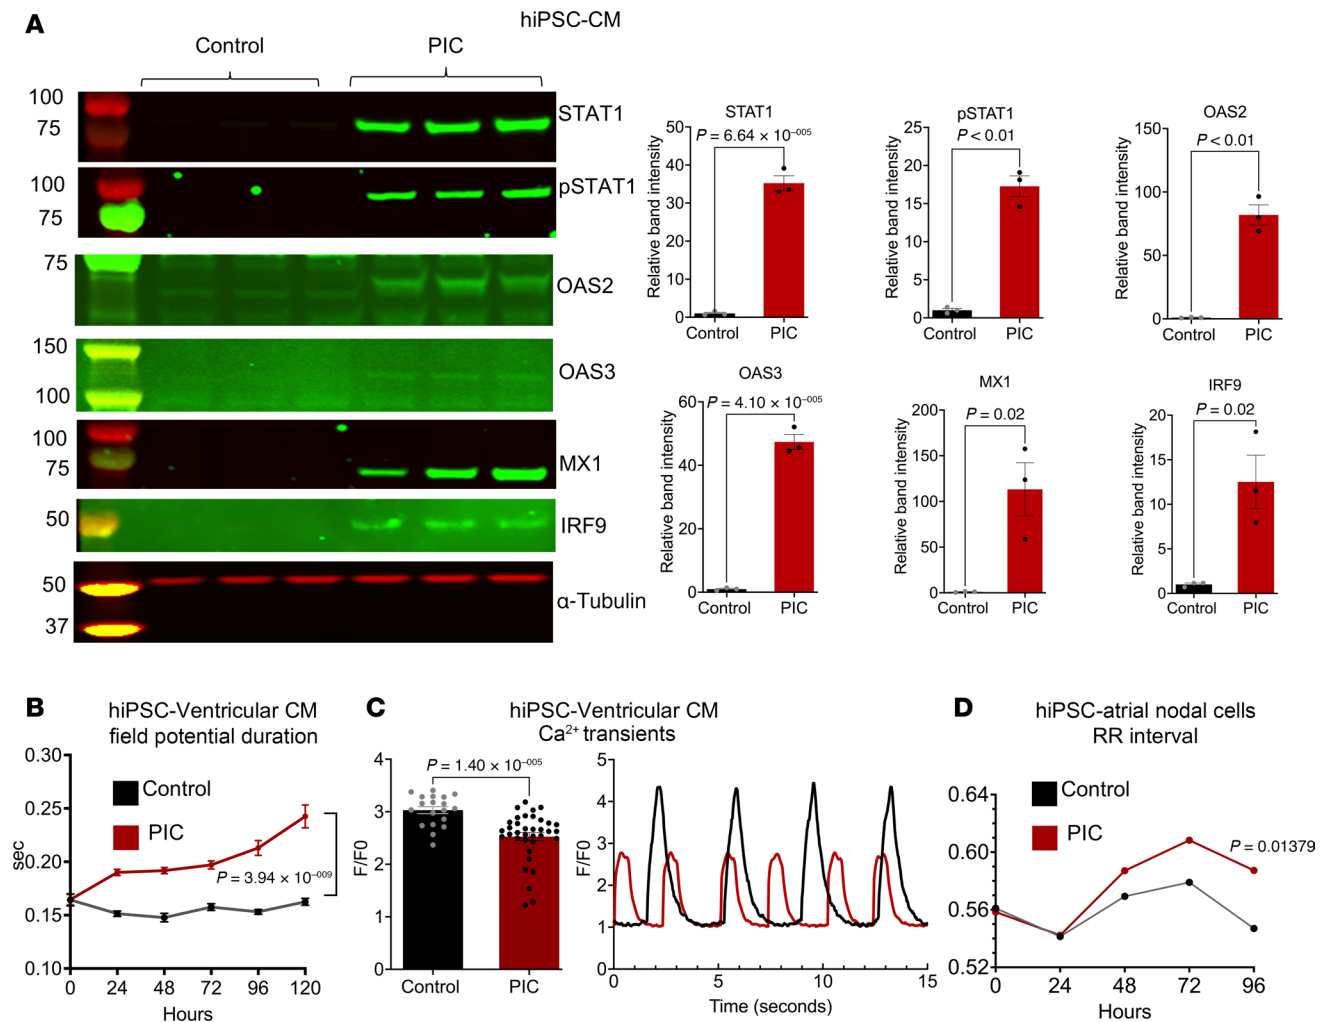 A
hiPSC-CM
Control
PIC
100
75
STAT1
100
75
pSTAT1
75
OAS2
150
100
OAS3
100
75
MX1
50
IRF9
50
37
α-Tubulin
STAT1
P = 6.64 × 10⁻⁰⁰⁵
Relative band intensity
50
40
30
20
10
0
Control
PIC
pSTAT1
P < 0.01
Relative band intensity
25
20
15
10
5
0
Control
PIC
OAS2
P < 0.01
Relative band intensity
150
100
50
0
Control
PIC
OAS3
P = 4.10 × 10⁻⁰⁰⁵
Relative band intensity
60
40
20
0
Control
PIC
MX1
P = 0.02
Relative band intensity
200
150
100
50
0
Control
PIC
IRF9
P = 0.02
Relative band intensity
20
15
10
5
0
Control
PIC
B
hiPSC-Ventricular CM
field potential duration
0.30
0.25
0.20
0.15
0.10
sec
Control
PIC
P = 3.94 × 10⁻⁰⁰⁹
0
24
48
72
96
120
Hours
C
hiPSC-Ventricular CM
Ca²⁺ transients
P = 1.40 × 10⁻⁰⁰⁵
F/F0
4
3
2
1
0
Control
PIC
F/F0
5
4
3
2
1
0
0
5
10
15
Time (seconds)
D
hiPSC-atrial nodal cells
RR interval
0.64
0.60
0.56
0.52
Control
PIC
P = 0.01379
0
24
48
72
96
Hours